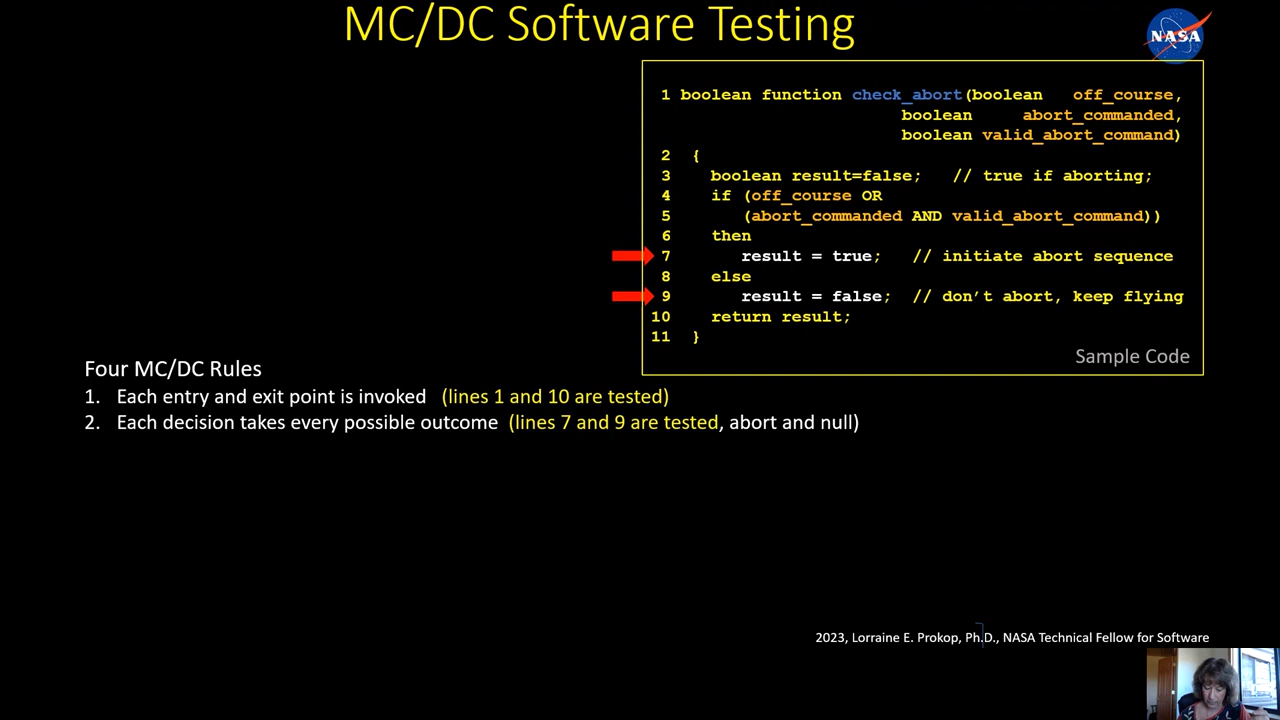 MC/DC Software Testing
NASA
1 boolean function check_abort(boolean off_course,
boolean abort_commanded,
boolean valid_abort_command)
2 {
3 boolean result=false; // true if aborting;
4 if (off_course OR
5 (abort_commanded AND valid_abort_command))
6 then
7 result = true; // initiate abort sequence
8 else
9 result = false; // don’t abort, keep flying
10 return result;
11 }
Sample Code
Four MC/DC Rules
1. Each entry and exit point is invoked (lines 1 and 10 are tested)
2. Each decision takes every possible outcome (lines 7 and 9 are tested, abort and null)
2023, Lorraine E. Prokop, Ph.D., NASA Technical Fellow for Software